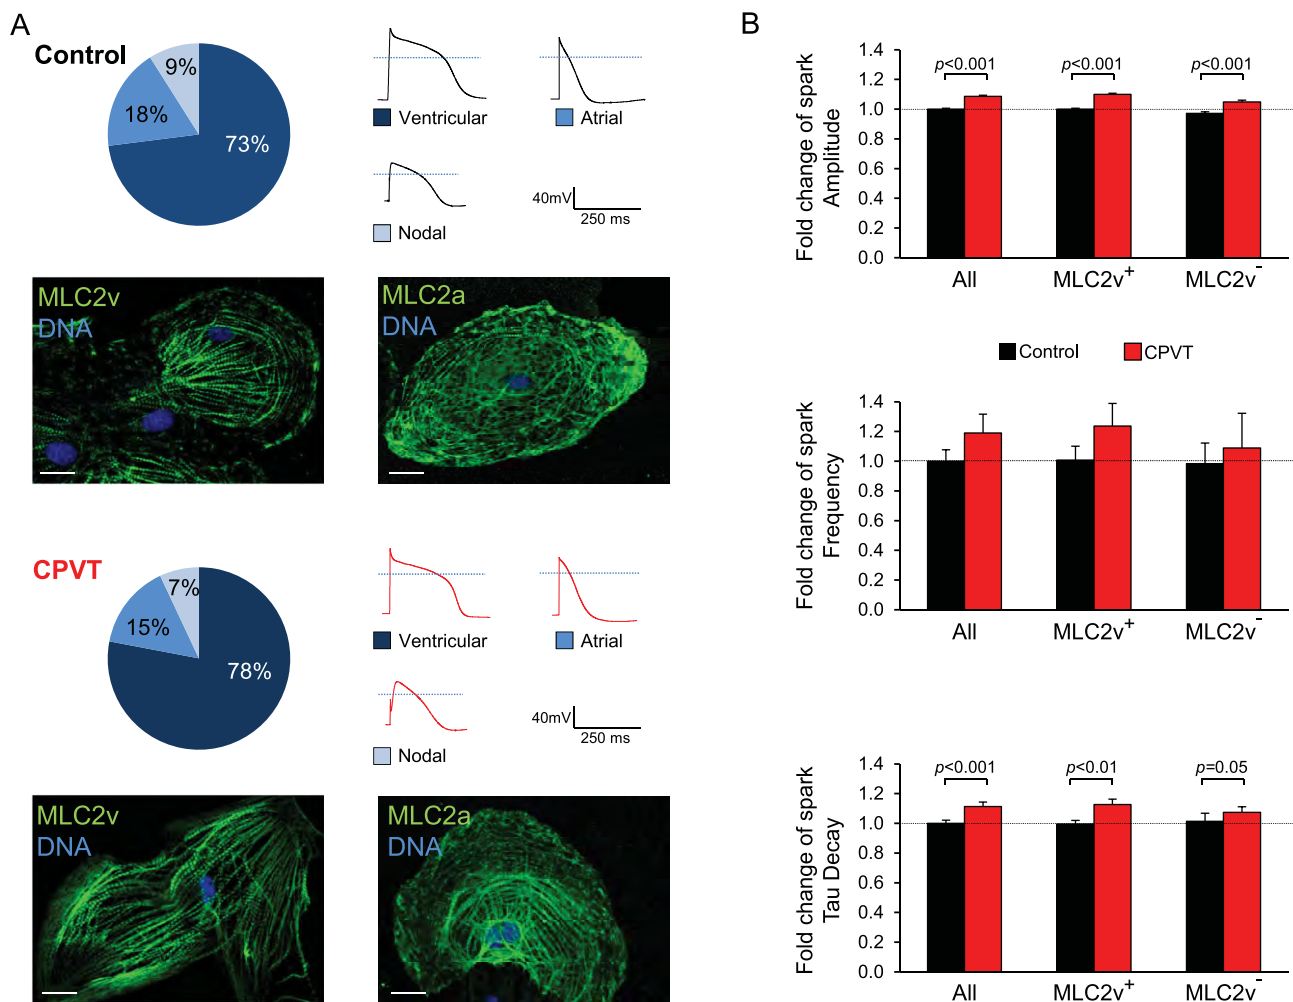 A
Control
9%
18%
73%
Ventricular
Atrial
Nodal
40mV
250 ms
MLC2v
DNA
MLC2a
DNA
CPVT
7%
15%
78%
Ventricular
Atrial
Nodal
40mV
250 ms
MLC2v
DNA
MLC2a
DNA
B
Fold change of spark
Amplitude
1.4
1.2
1.0
0.8
0.6
0.4
0.2
0.0
p<0.001
p<0.001
p<0.001
All
MLC2v+
MLC2v-
Control
CPVT
Fold change of spark
Frequency
1.4
1.2
1.0
0.8
0.6
0.4
0.2
0.0
All
MLC2v+
MLC2v-
Fold change of spark
Tau Decay
1.4
1.2
1.0
0.8
0.6
0.4
0.2
0.0
p<0.001
p<0.01
p=0.05
All
MLC2v+
MLC2v-